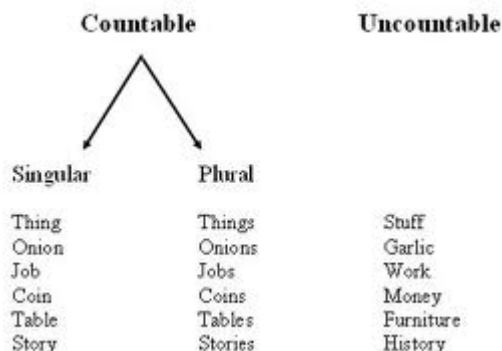 Countable Uncountable
Singular Plural
Thing Things Stuff
Onion Onions Garlic
Job Jobs Work
Coin Coins Money
Table Tables Furniture
Story Stories History